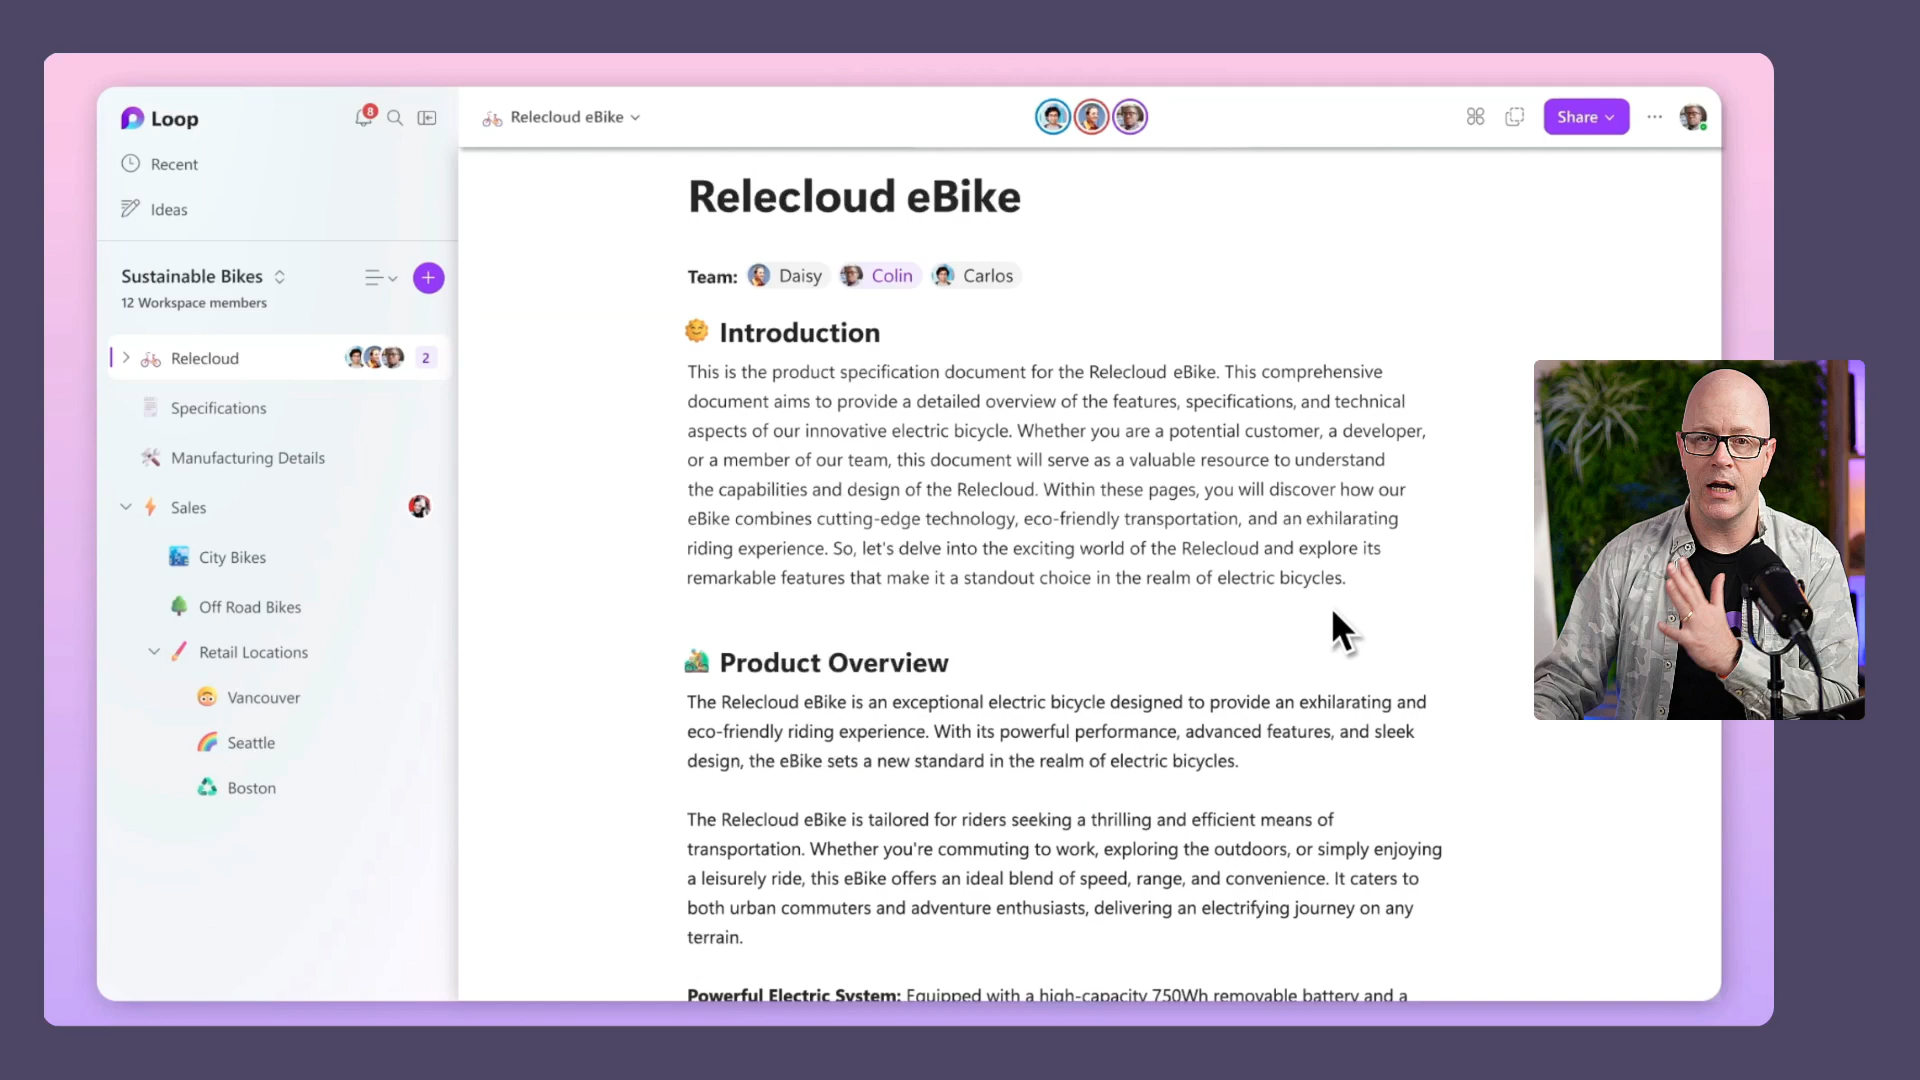 Loop
8
Recent
Ideas
Sustainable Bikes
12 Workspace members
Relecloud
2
Specifications
Manufacturing Details
Sales
City Bikes
Off Road Bikes
Retail Locations
Vancouver
Seattle
Boston
Relecloud eBike
Share
Relecloud eBike
Team: Daisy Colin Carlos
Introduction
This is the product specification document for the Relecloud eBike. This comprehensive
document aims to provide a detailed overview of the features, specifications, and technical
aspects of our innovative electric bicycle. Whether you are a potential customer, a developer,
or a member of our team, this document will serve as a valuable resource to understand
the capabilities and design of the Relecloud. Within these pages, you will discover how our
eBike combines cutting-edge technology, eco-friendly transportation, and an exhilarating
riding experience. So, let's delve into the exciting world of the Relecloud and explore its
remarkable features that make it a standout choice in the realm of electric bicycles.
Product Overview
The Relecloud eBike is an exceptional electric bicycle designed to provide an exhilarating and
eco-friendly riding experience. With its powerful performance, advanced features, and sleek
design, the eBike sets a new standard in the realm of electric bicycles.
The Relecloud eBike is tailored for riders seeking a thrilling and efficient means of
transportation. Whether you're commuting to work, exploring the outdoors, or simply enjoying
a leisurely ride, this eBike offers an ideal blend of speed, range, and convenience. It caters to
both urban commuters and adventure enthusiasts, delivering an electrifying journey on any
terrain.
Powerful Electric System: Equipped with a high-capacity 750Wh removable battery and a